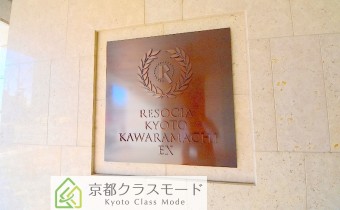 R
RESOCIA
KYOTO
KAWARAMACHI
EX
京都クラスモード
Kyoto Class Mode